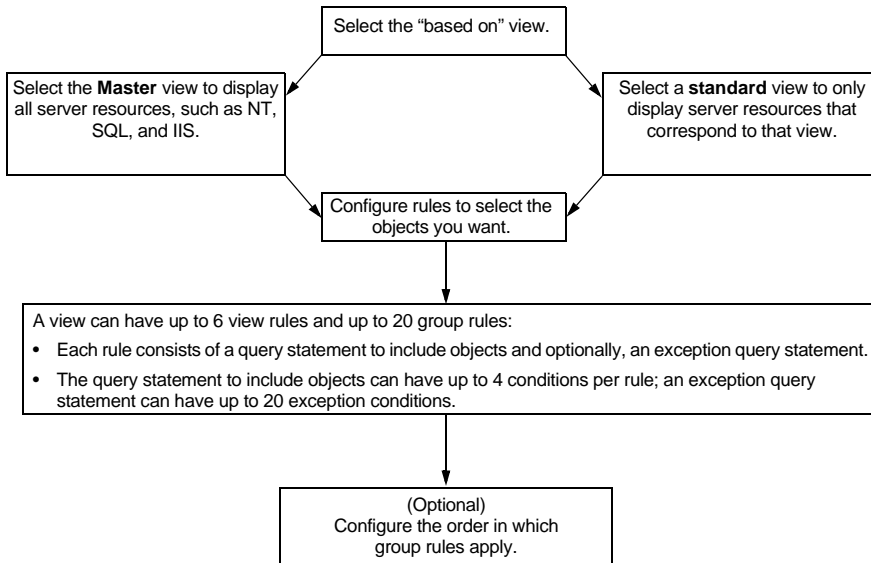 Select the “based on” view.
Select the Master view to display
all server resources, such as NT,
SQL, and IIS.
Select a standard view to only
display server resources that
correspond to that view.
Configure rules to select the
objects you want.
A view can have up to 6 view rules and up to 20 group rules:
• Each rule consists of a query statement to include objects and optionally, an exception query statement.
• The query statement to include objects can have up to 4 conditions per rule; an exception query
statement can have up to 20 exception conditions.
(Optional)
Configure the order in which
group rules apply.